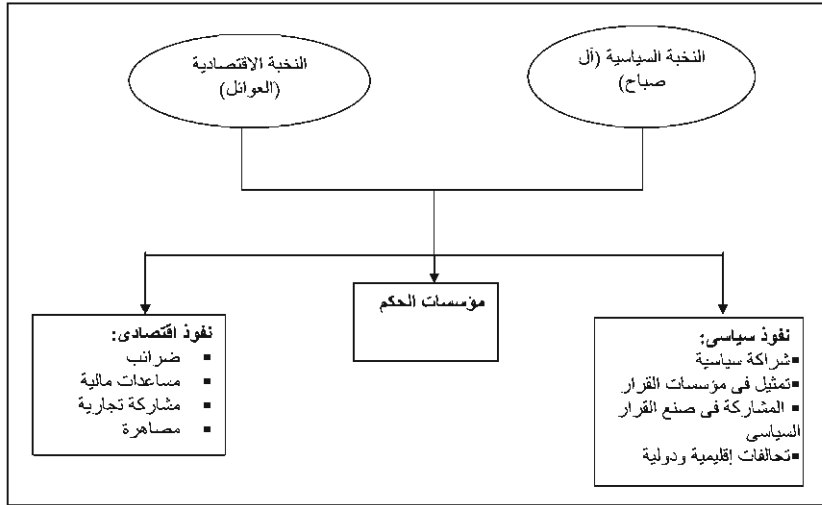 النخبة السياسية (آل
صباح)
النخبة الاقتصادية
(العوائل)
مؤسسات الحكم
نفوذ سياسى:
▪شراكة سياسية
▪تمثيل فى مؤسسات القرار
▪ المشاركة فى صنع القرار
السياسى
▪تحالفات إقليمية ودولية
نفوذ اقتصادى:
▪ ضرائب
▪ مساعدات مالية
▪ مشاركة تجارية
▪ مصاهرة